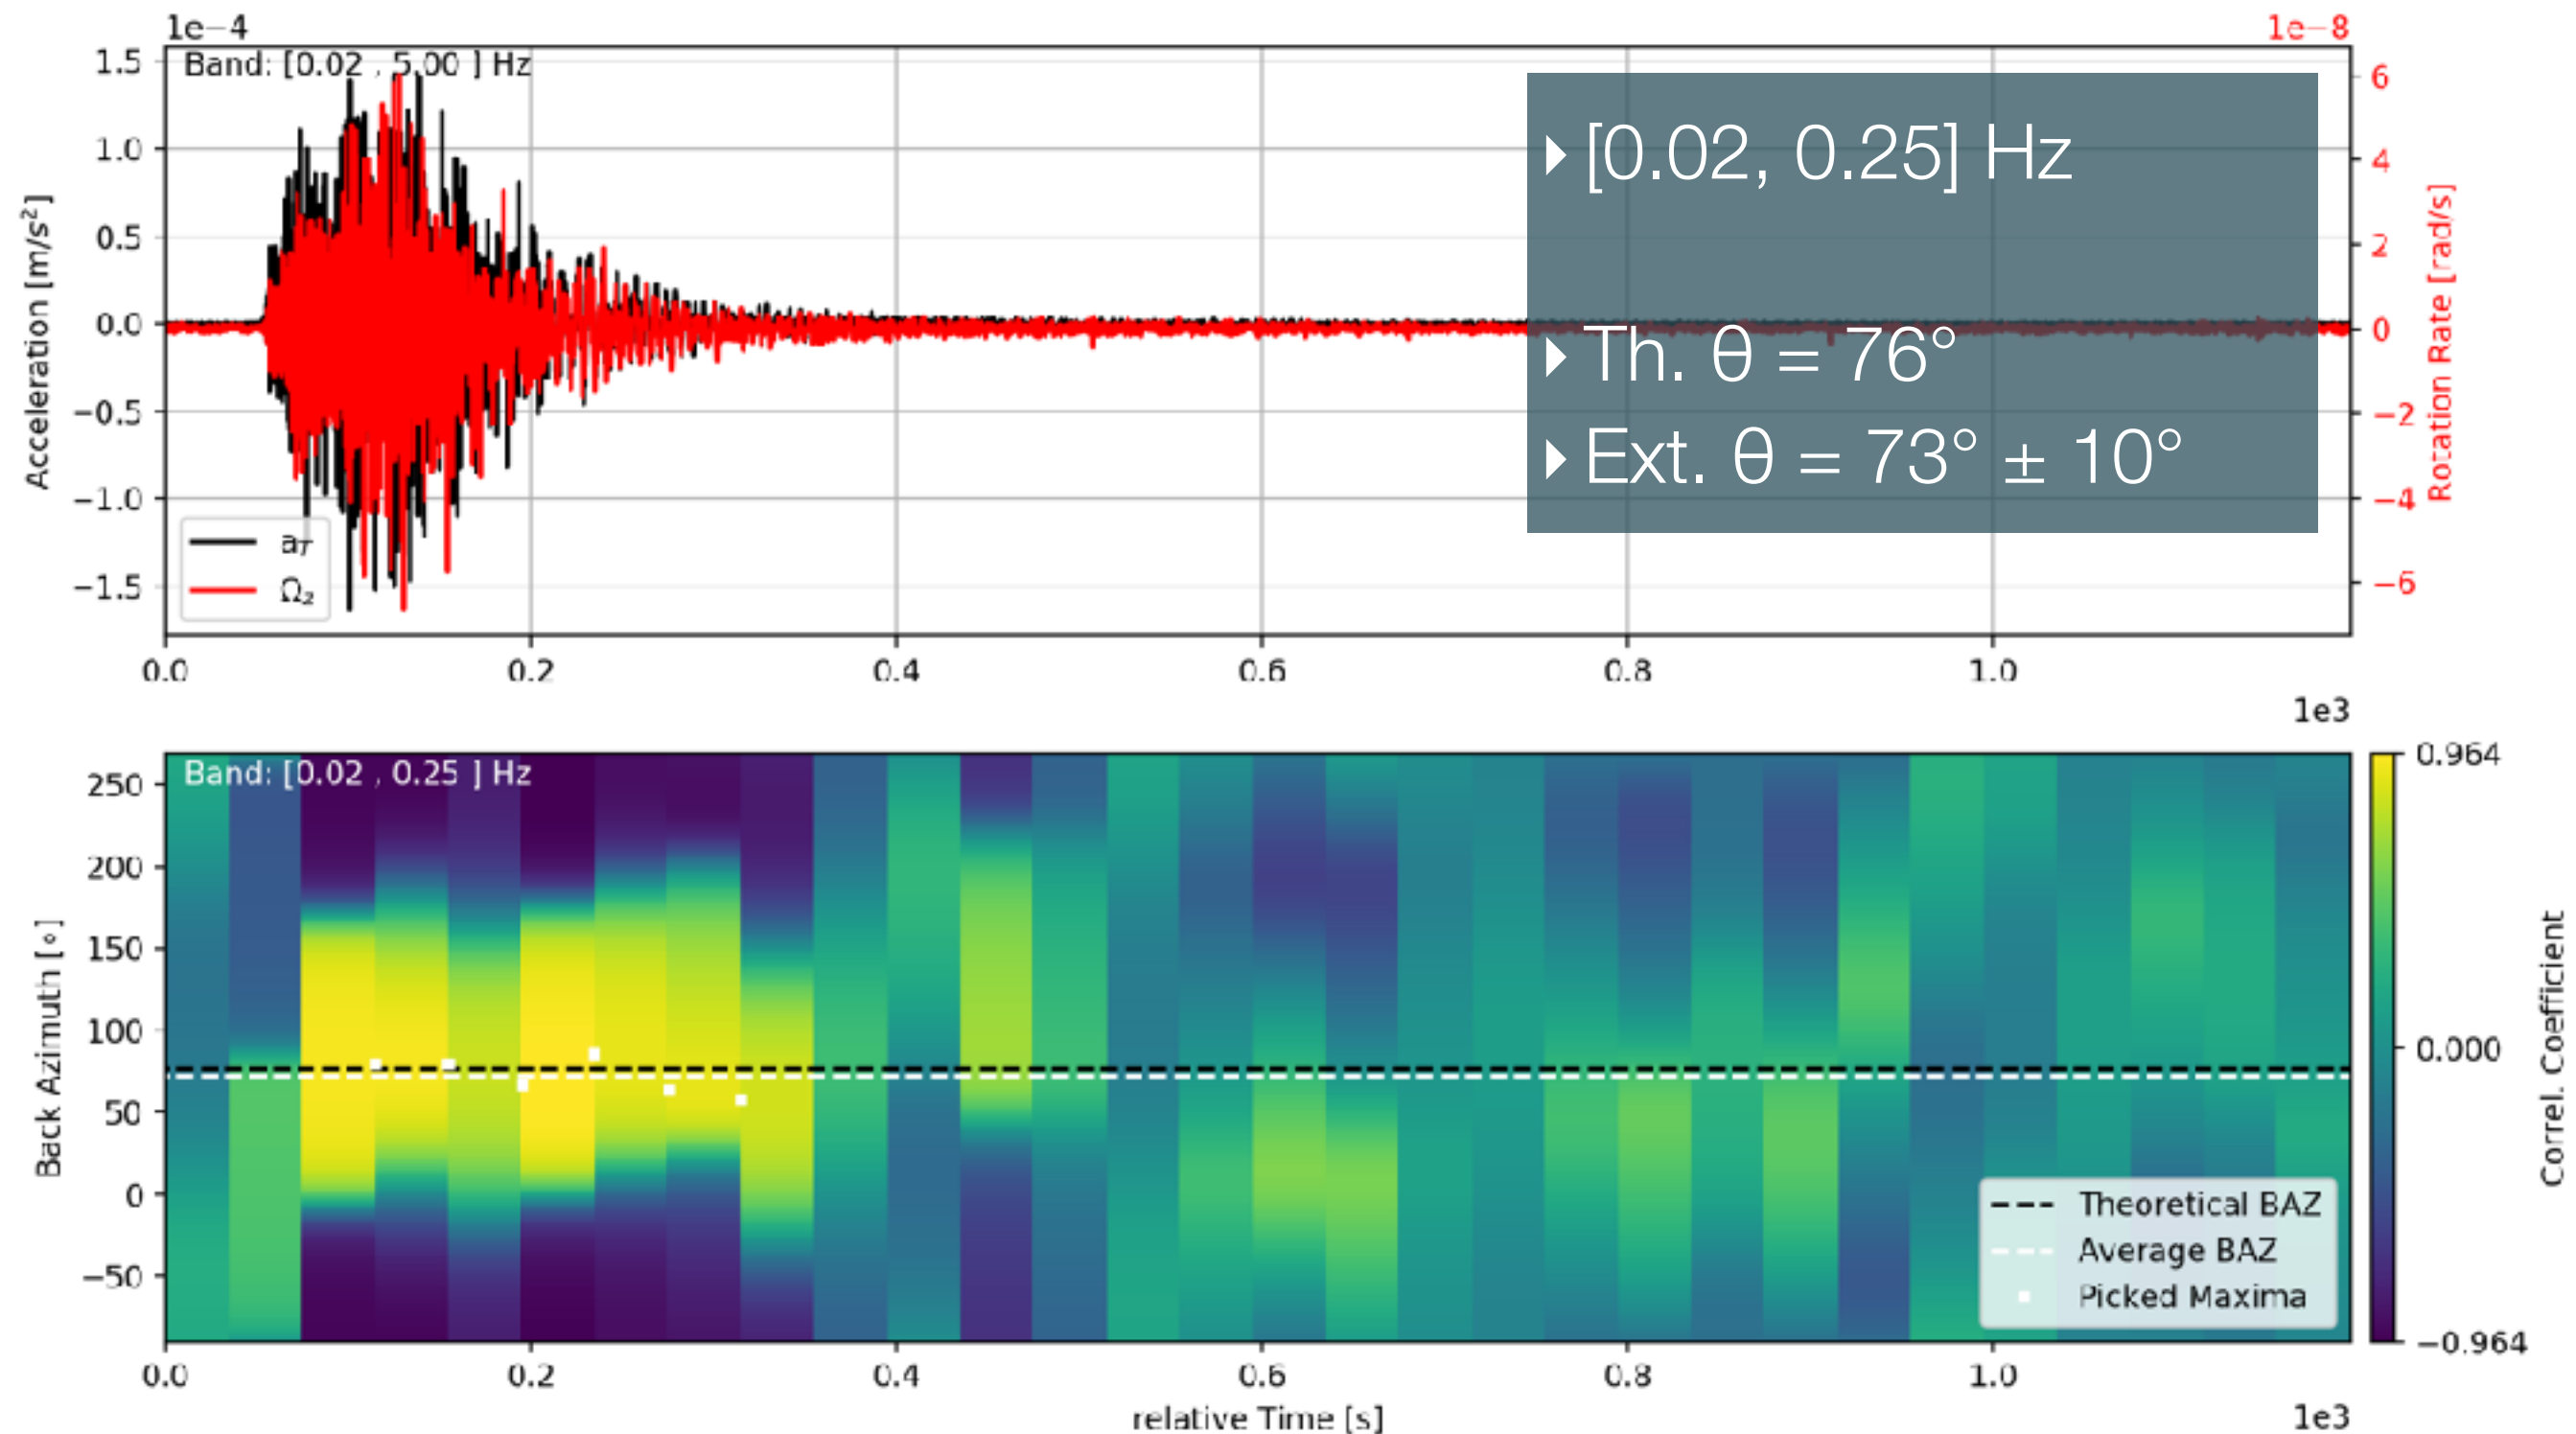 1e−4
1e−8
Band: [0.02 , 5.00 ] Hz
1.5
1.0
0.5
0.0
−0.5
−1.0
−1.5
Acceleration [m/s²]
6
4
2
0
−2
−4
−6
Rotation Rate [rad/s]
[0.02, 0.25] Hz
Th. θ = 76°
Ext. θ = 73° ± 10°
a_T
Ω_z
0.0 0.2 0.4 0.6 0.8 1.0
1e3
Band: [0.02 , 0.25 ] Hz
250
200
150
100
50
0
−50
Back Azimuth [∘]
0.964
0.000
−0.964
Correl. Coefficient
Theoretical BAZ
Average BAZ
Picked Maxima
0.0 0.2 0.4 0.6 0.8 1.0
relative Time [s]
1e3